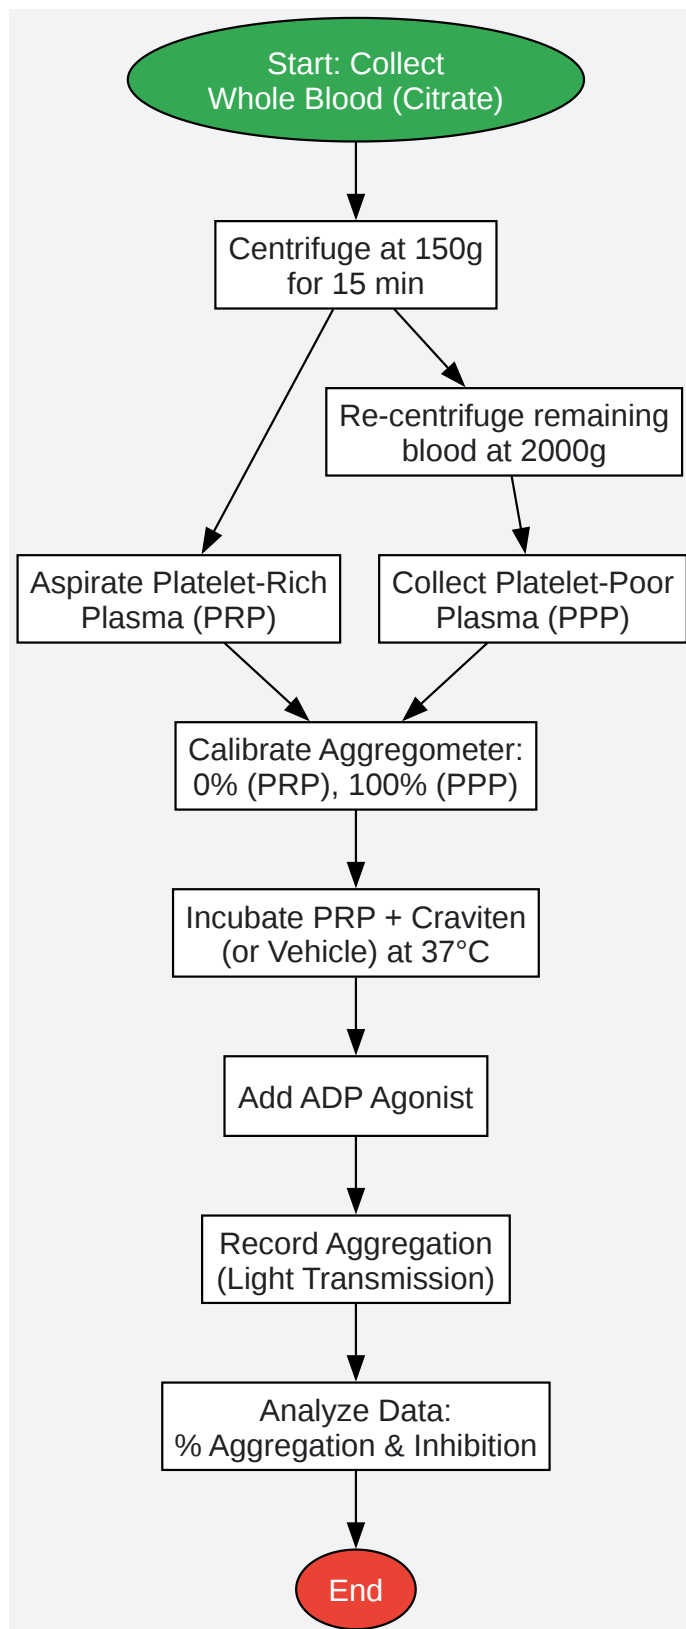 Start: Collect
Whole Blood (Citrate)
Centrifuge at 150g
for 15 min
Re-centrifuge remaining
blood at 2000g
Aspirate Platelet-Rich
Plasma (PRP)
Collect Platelet-Poor
Plasma (PPP)
Calibrate Aggregometer:
0% (PRP), 100% (PPP)
Incubate PRP + Craviten
(or Vehicle) at 37°C
Add ADP Agonist
Record Aggregation
(Light Transmission)
Analyze Data:
% Aggregation & Inhibition
End